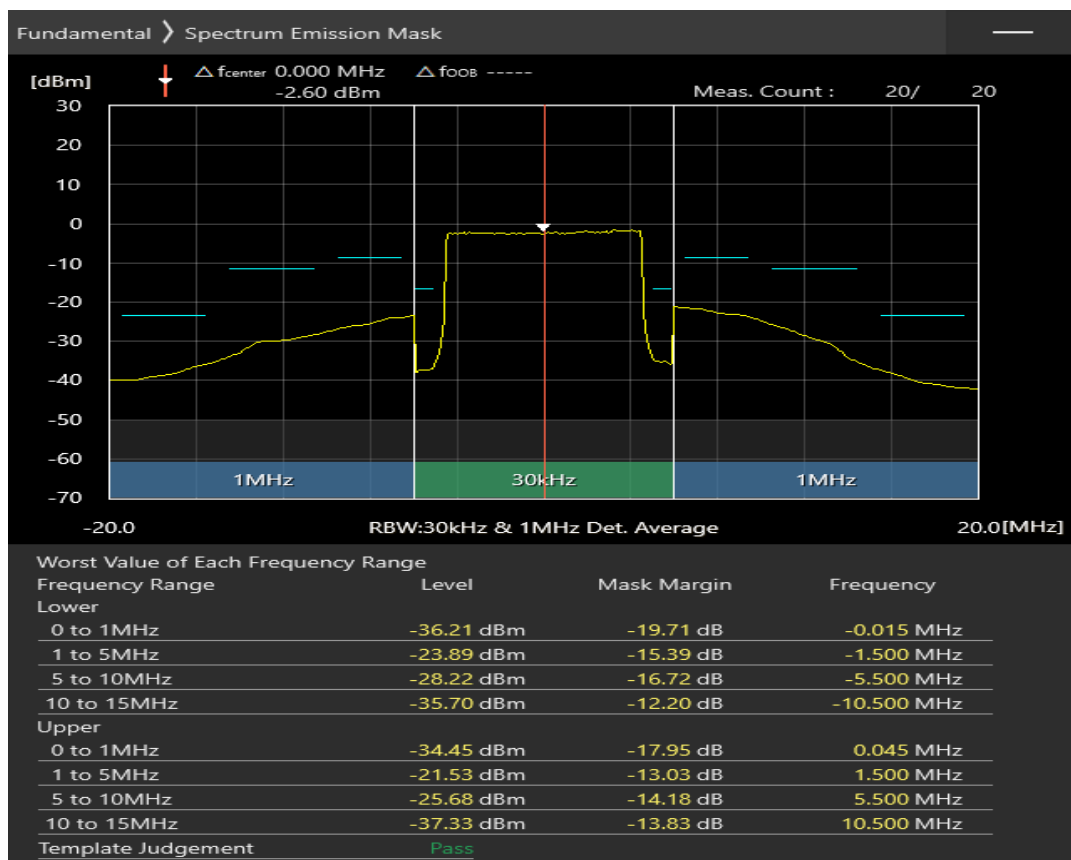 Fundamental ❯ Spectrum Emission Mask
△ fcenter 0.000 MHz △ fOOB -----
[dBm] -2.60 dBm Meas. Count : 20/ 20
30
20
10
0
-10
-20
-30
-40
-50
-60
1MHz 30kHz 1MHz
-70
-20.0 RBW:30kHz & 1MHz Det. Average 20.0[MHz]
Worst Value of Each Frequency Range
Frequency Range Level Mask Margin Frequency
Lower
0 to 1MHz -36.21 dBm -19.71 dB -0.015 MHz
1 to 5MHz -23.89 dBm -15.39 dB -1.500 MHz
5 to 10MHz -28.22 dBm -16.72 dB -5.500 MHz
10 to 15MHz -35.70 dBm -12.20 dB -10.500 MHz
Upper
0 to 1MHz -34.45 dBm -17.95 dB 0.045 MHz
1 to 5MHz -21.53 dBm -13.03 dB 1.500 MHz
5 to 10MHz -25.68 dBm -14.18 dB 5.500 MHz
10 to 15MHz -37.33 dBm -13.83 dB 10.500 MHz
Template Judgement Pass